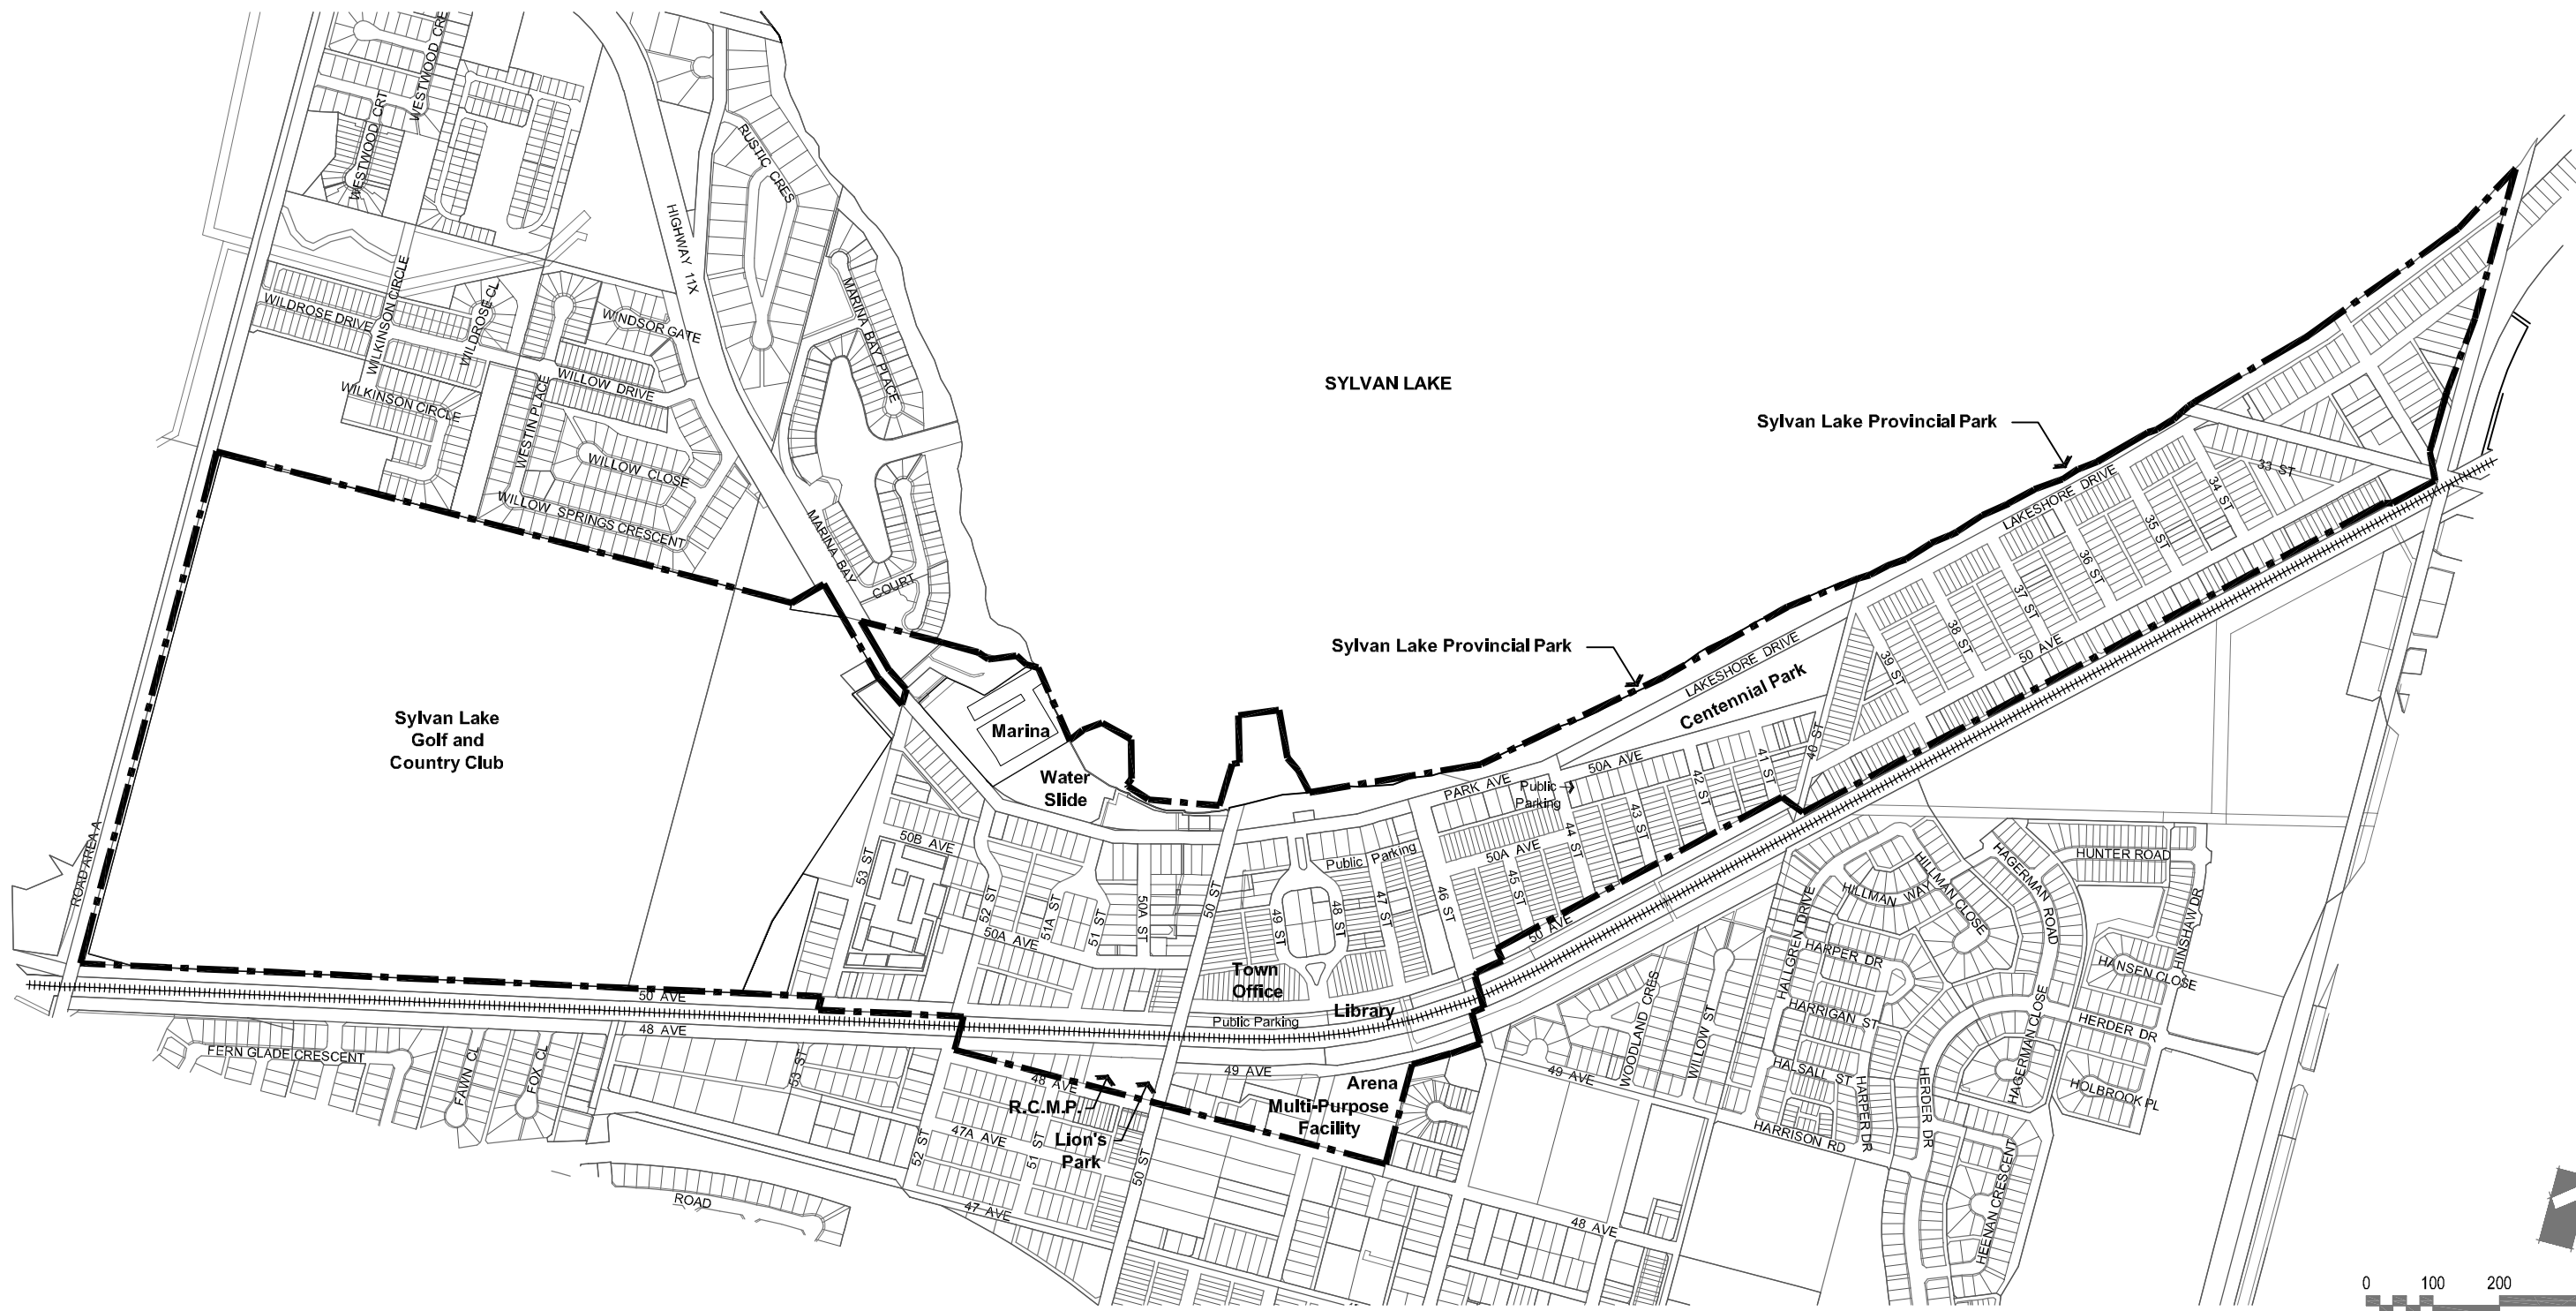 WESTWOOD CRE
WESTWOOD CRT
RUSTIC CRES
HIGHWAY 11X
WILDROSE DRIVE
WILKINSON CIRCLE
WILDROSE CL
WINDSOR GATE
MARINA BAY PLACE
WILKINSON CIRCLE
WESTIN PLACE
WILLOW DRIVE
WILLOW CLOSE
WILLOW SPRINGS CRESCENT
MARINA BAY
COURT
SYLVAN LAKE
Sylvan Lake Provincial Park
Sylvan Lake Provincial Park
LAKESHORE DRIVE
LAKESHORE DRIVE
Centennial Park
33 ST
34 ST
35 ST
36 ST
37 ST
38 ST
39 ST
40 ST
50 AVE
Sylvan Lake
Golf and
Country Club
Marina
Water
Slide
ROAD AREA A
50B AVE
53 ST
52 ST
51A ST
51 ST
50A ST
50 ST
50A AVE
49 ST
48 ST
47 ST
46 ST
45 ST
44 ST
43 ST
42 ST
41 ST
PARK AVE
50A AVE
Public
Parking
Public Parking
50A AVE
50 AVE
Town
Office
Library
Public Parking
50 AVE
48 AVE
FERN GLADE CRESCENT
FAWN CL
FOX CL
53 ST
ROAD
48 AVE
R.C.M.P.
47A AVE
52 ST
51 ST
Lion's
Park
50 ST
47 AVE
49 AVE
Arena
Multi-Purpose
Facility
49 AVE
48 AVE
WOODLAND CRES
WILLOW ST
HALLGREN DRIVE
HARPER DR
HARRIGAN ST
HALSALL ST
HARPER DR
HARRISON RD
HILLMAN WAY
HILLMAN CLOSE
HAGERMAN ROAD
HUNTER ROAD
HINSHAW DR
HANSEN CLOSE
HERDER DR
HAGERMAN CLOSE
HOLBROOK PL
HERDER DR
HEENAN CRESCENT
0 100 200